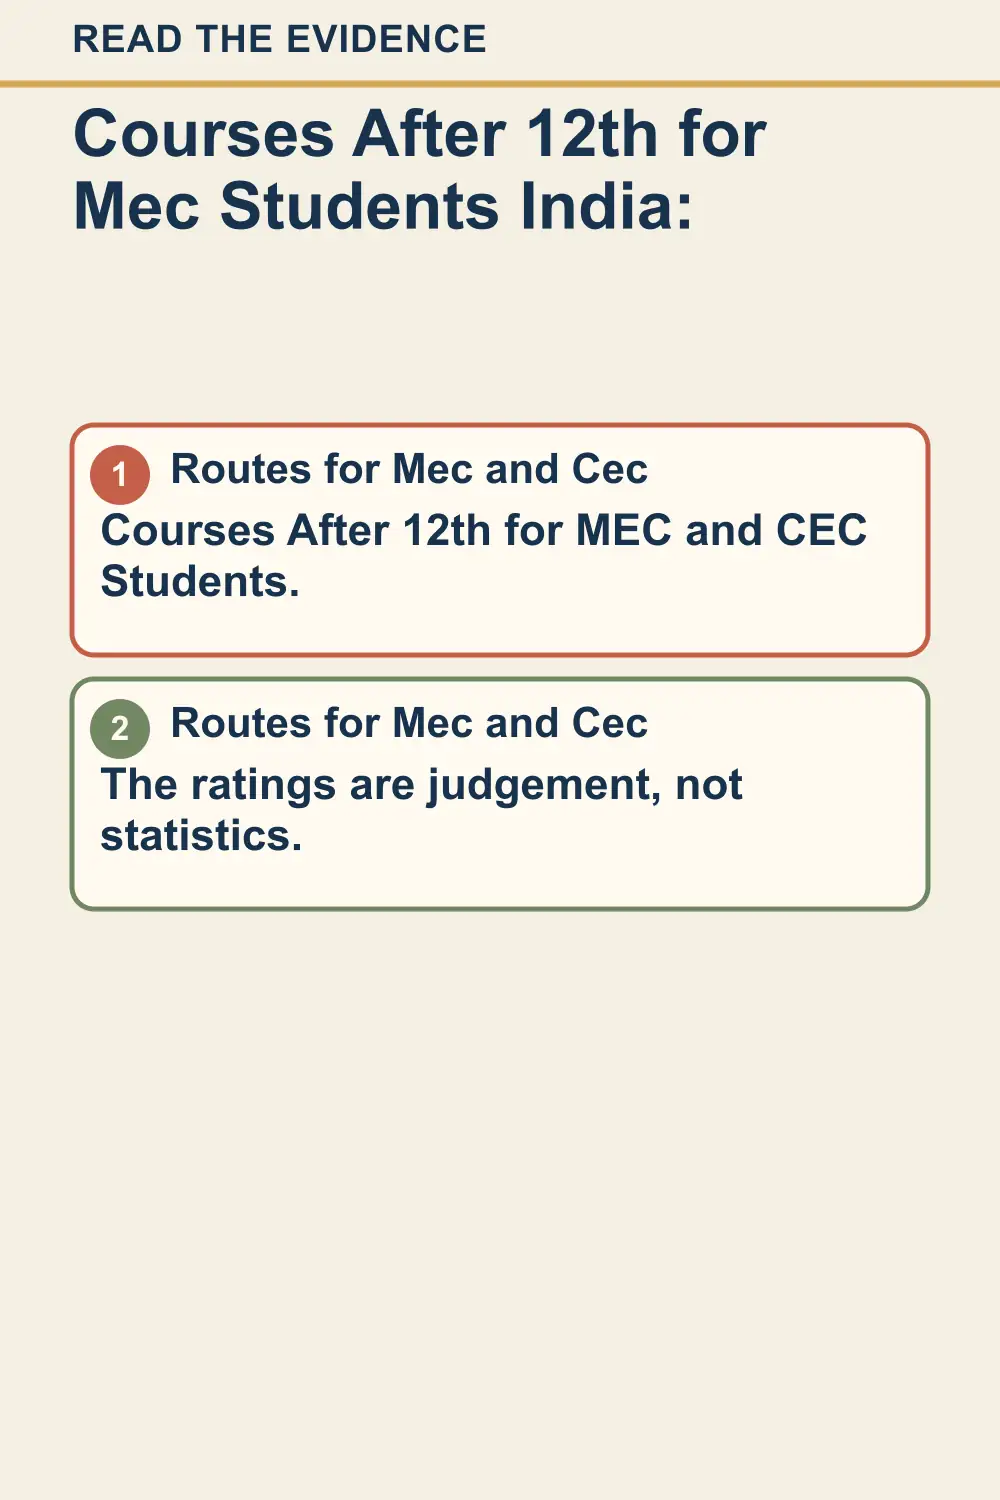 READ THE EVIDENCE
Courses After 12th for
Mec Students India:
1 Routes for Mec and Cec
Courses After 12th for MEC and CEC
Students.
2 Routes for Mec and Cec
The ratings are judgement, not
statistics.